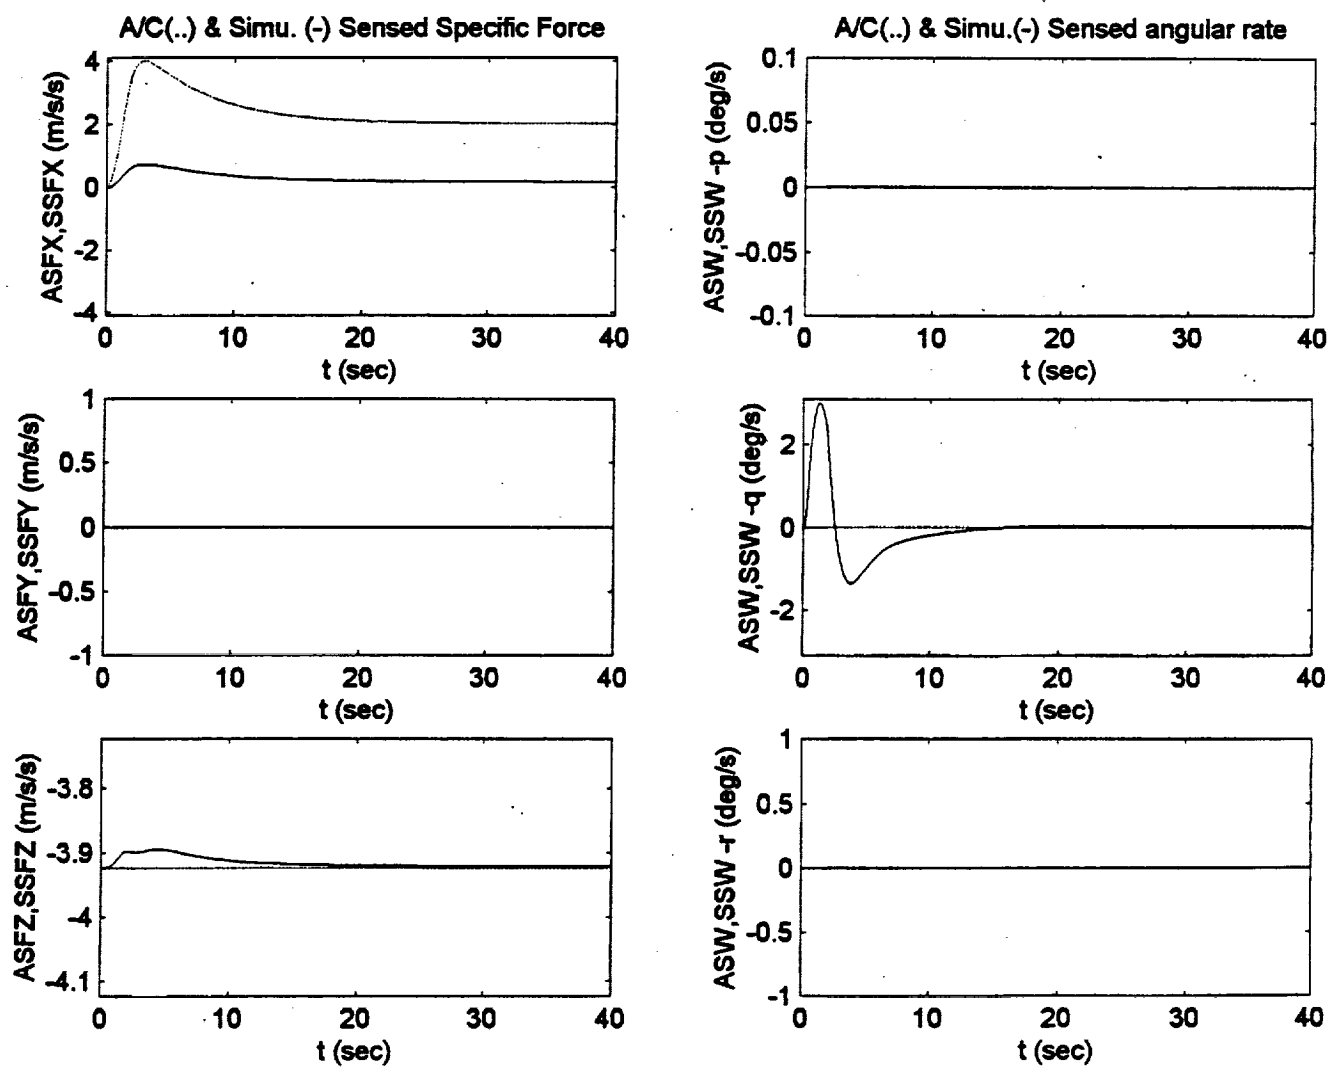 A/C(..) & Simu. (-) Sensed Specific Force
ASFX,SSFX (m/s/s)
4
2
0
-2
-4
0 10 20 30 40
t (sec)
A/C(..) & Simu.(-) Sensed angular rate
ASW,SSW -p (deg/s)
0.1
0.05
0
-0.05
-0.1
0 10 20 30 40
t (sec)
ASFY,SSFY (m/s/s)
1
0.5
0
-0.5
-1
0 10 20 30 40
t (sec)
ASW,SSW -q (deg/s)
2
0
-2
0 10 20 30 40
t (sec)
ASFZ,SSFZ (m/s/s)
-3.8
-3.9
-4
-4.1
0 10 20 30 40
t (sec)
ASW,SSW -r (deg/s)
1
0.5
0
-0.5
-1
0 10 20 30 40
t (sec)